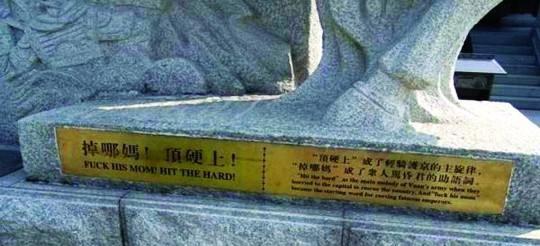 掉哪媽！頂硬上！
FUCK HIS MOM! HIT THE HARD!
"頂硬上"成了輕騎護京的主旋律，
"掉哪媽"成了衆人罵昏君的助語詞。
"Hit the hard" as the main melody of Yuan's army when they
hurried to the capital to rescue the country, And "fuck his mom"
became the starting word for cursing fatuous emperors.